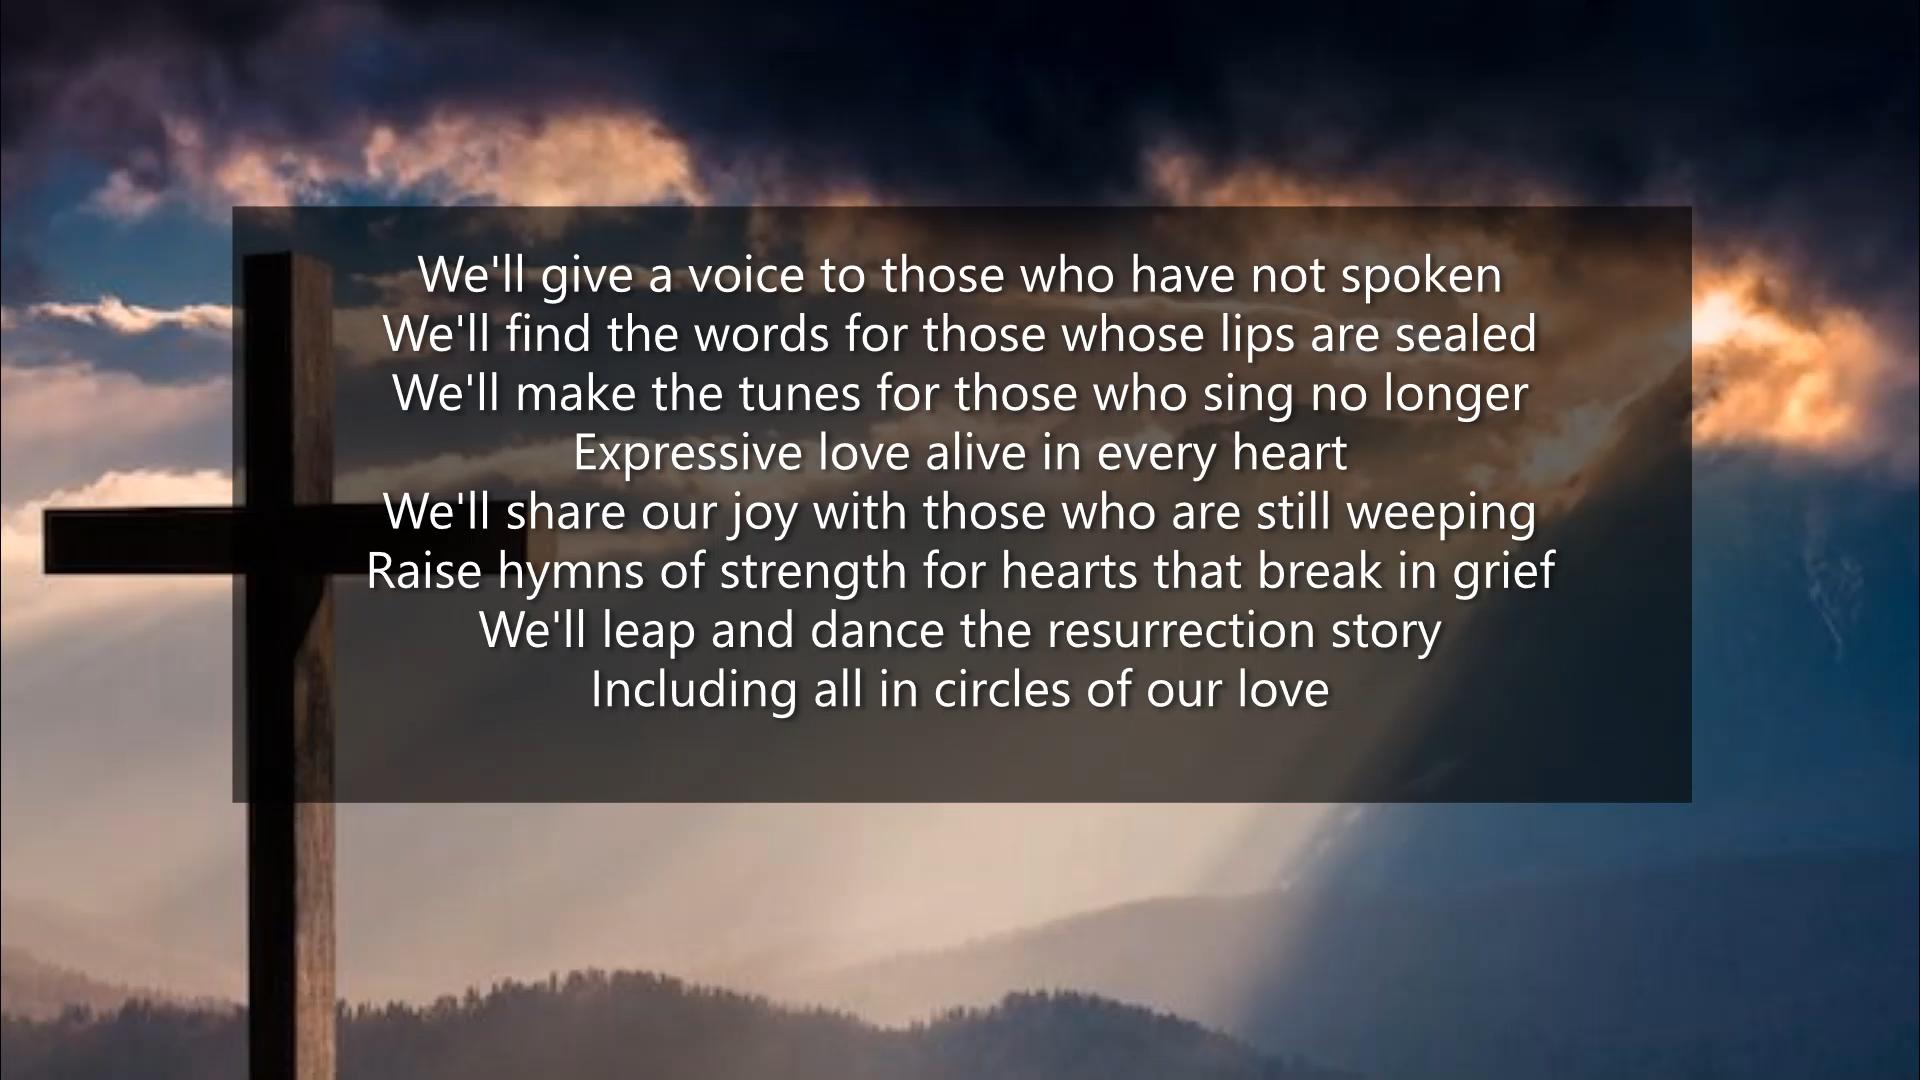 We'll give a voice to those who have not spoken
We'll find the words for those whose lips are sealed
We'll make the tunes for those who sing no longer
Expressive love alive in every heart
We'll share our joy with those who are still weeping
Raise hymns of strength for hearts that break in grief
We'll leap and dance the resurrection story
Including all in circles of our love